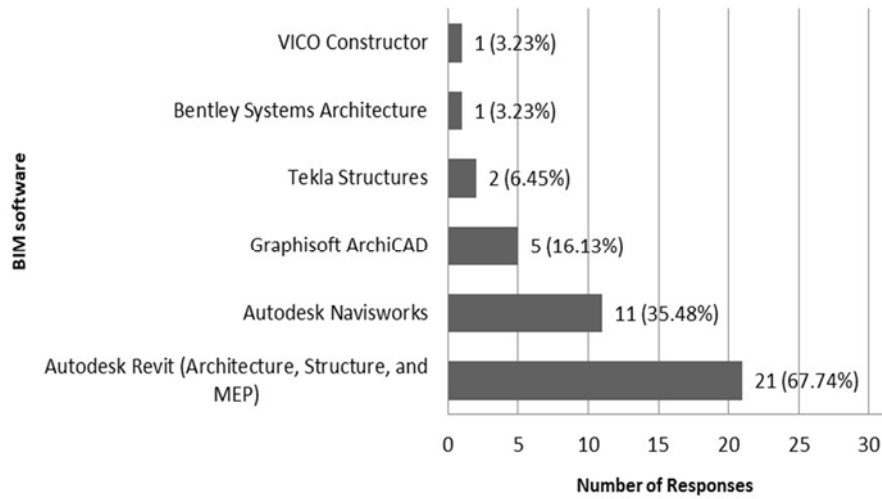 VICO Constructor
1 (3.23%)
Bentley Systems Architecture
1 (3.23%)
Tekla Structures
2 (6.45%)
Graphisoft ArchiCAD
5 (16.13%)
Autodesk Navisworks
11 (35.48%)
Autodesk Revit (Architecture, Structure, and
MEP)
21 (67.74%)
BIM software
0 5 10 15 20 25 30
Number of Responses